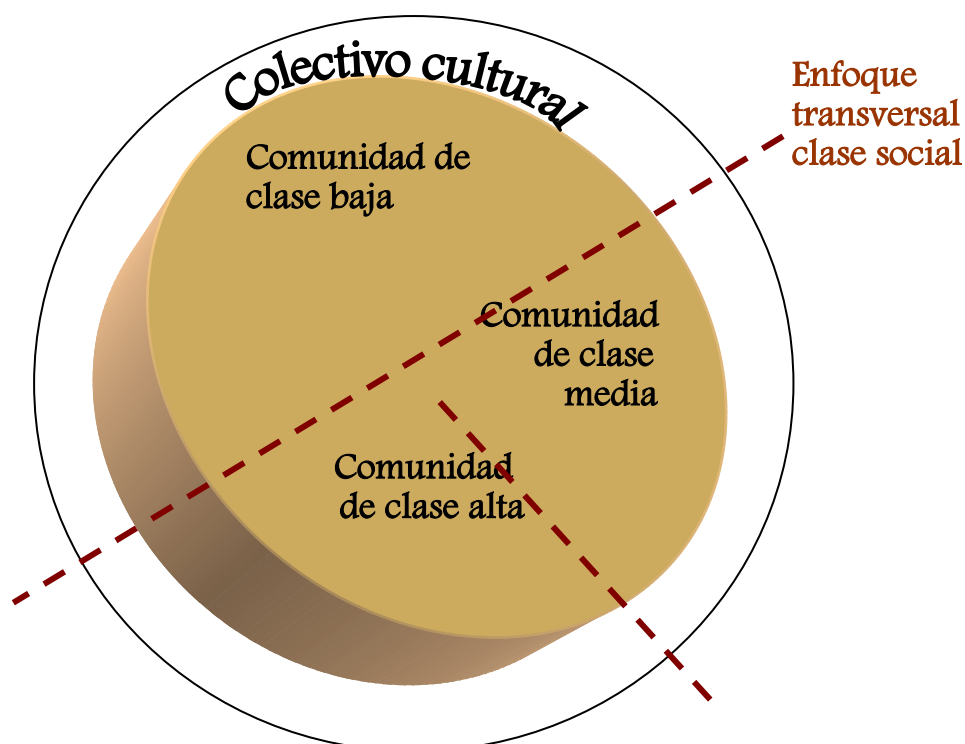 Colectivo cultural
Enfoque
transversal
clase social
Comunidad de
clase baja
Comunidad
de clase
media
Comunidad
de clase alta